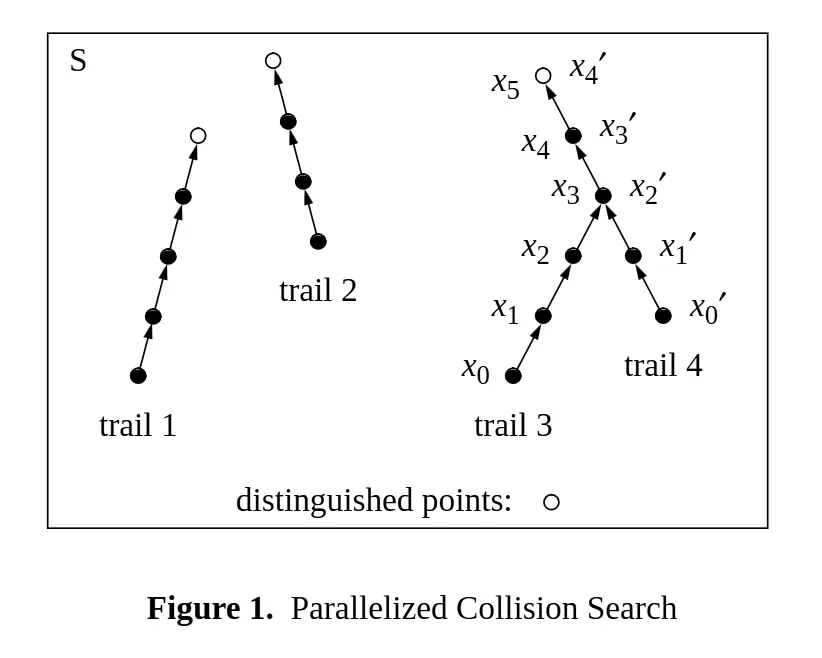 S
x₅ x₄′
x₄ x₃′
x₃ x₂′
x₂ x₁′
trail 2
x₁ x₀′
x₀ trail 4
trail 1 trail 3
distinguished points:
Figure 1. Parallelized Collision Search